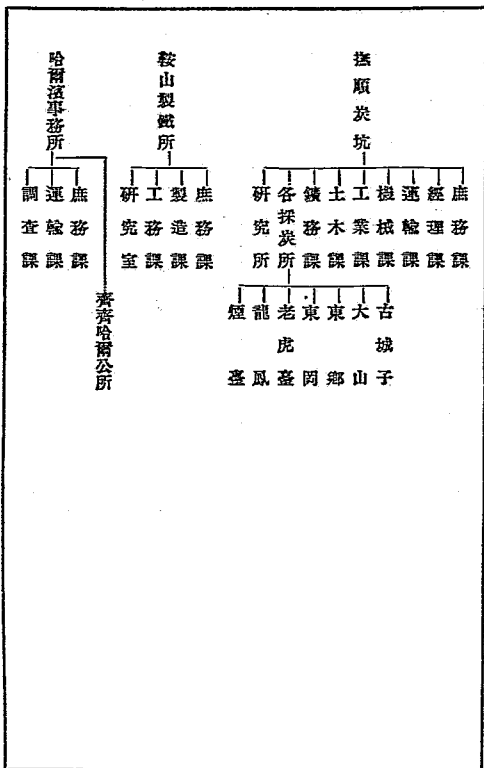 撫順炭坑
庶務課
經理課
運輸課
機械課
工業課
土木課
鑛務課
各採炭所
古城子
大山
東鄕
東岡
老虎臺
龍鳳
煙臺
研究所
鞍山製鐵所
庶務課
製造課
工務課
研究室
哈爾濱事務所
庶務課
運輸課
調查課
齊齊哈爾公所